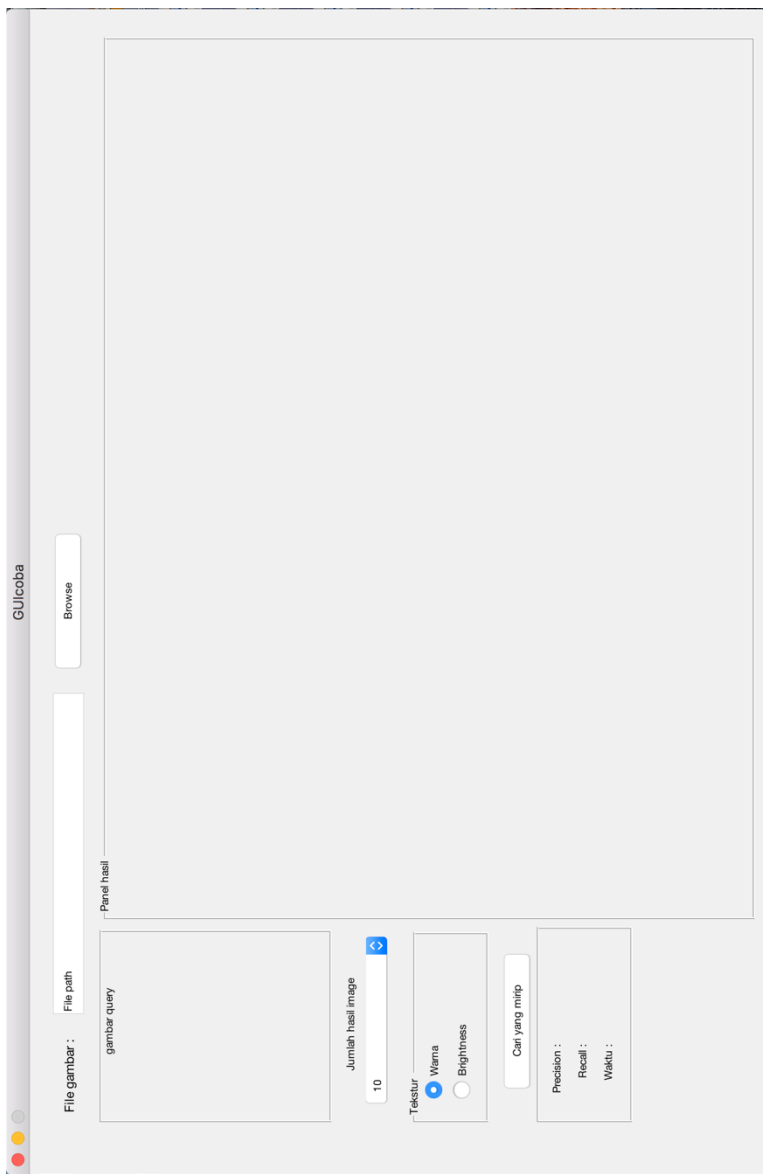 GUIcoba
File gambar :
File path
Browse
gambar query
Panel hasil
Jumlah hasil image
10
Tekstur
Warna
Brightness
Cari yang mirip
Precision :
Recall :
Waktu :